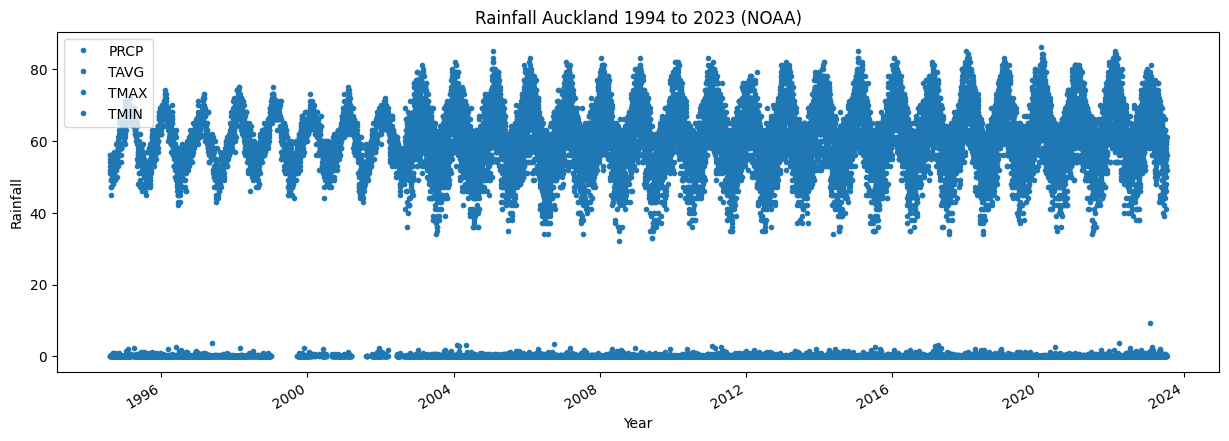 Rainfall Auckland 1994 to 2023 (NOAA)
PRCP
TAVG
TMAX
TMIN
Rainfall
80
60
40
20
0
1996
2000
2004
2008
2012
2016
2020
2024
Year